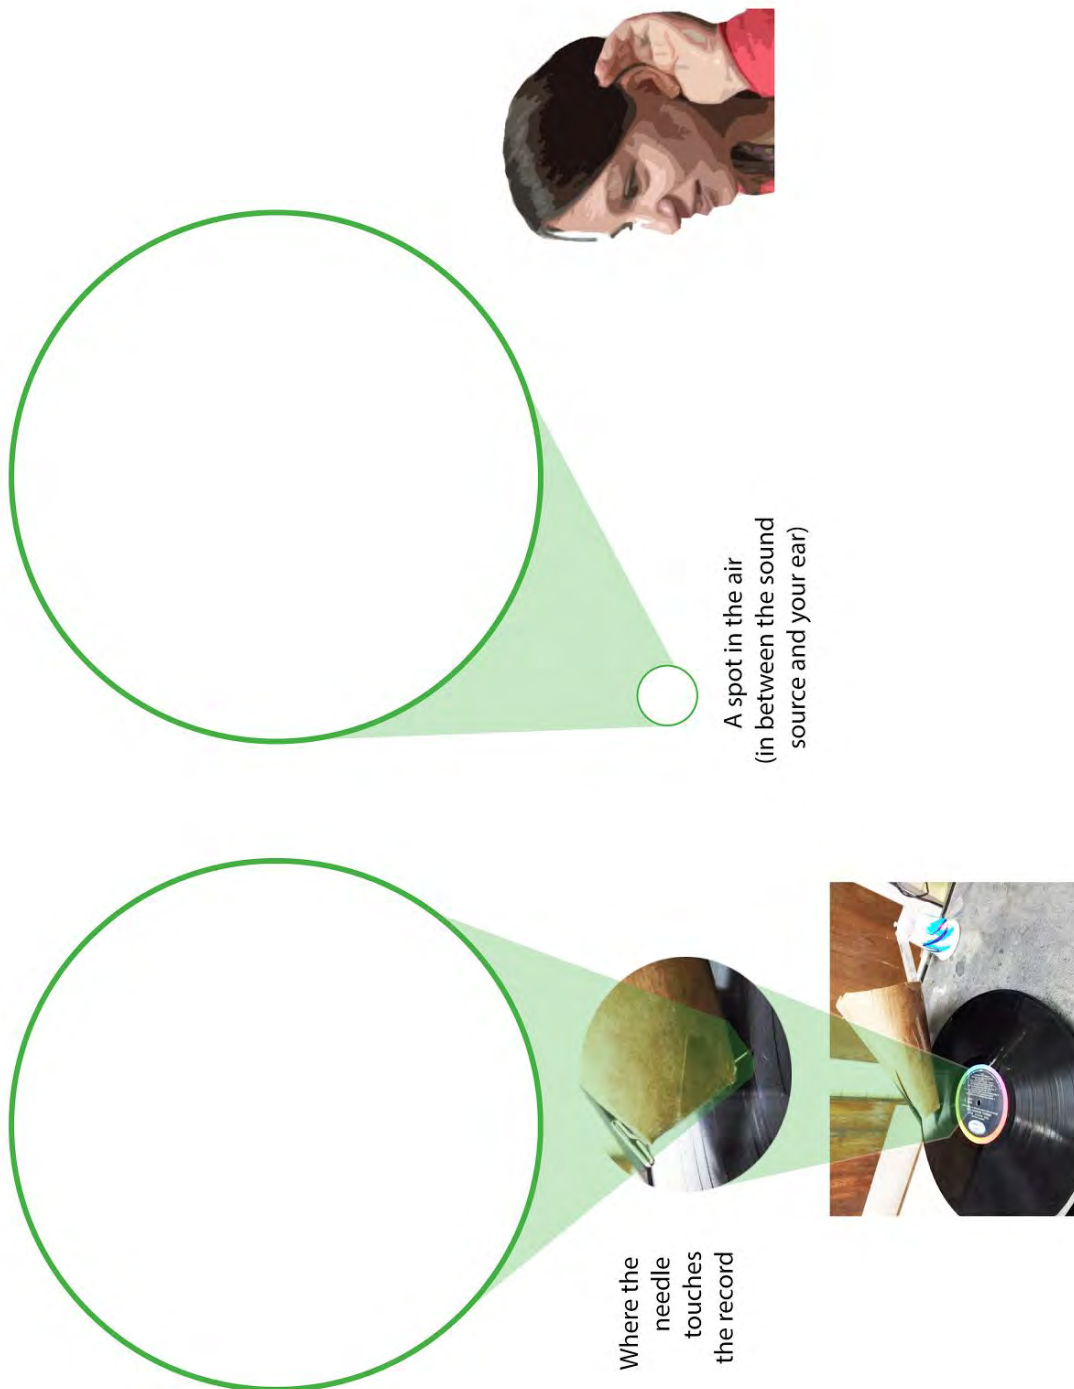 Where the
needle
touches
the record
A spot in the air
(in between the sound
source and your ear)